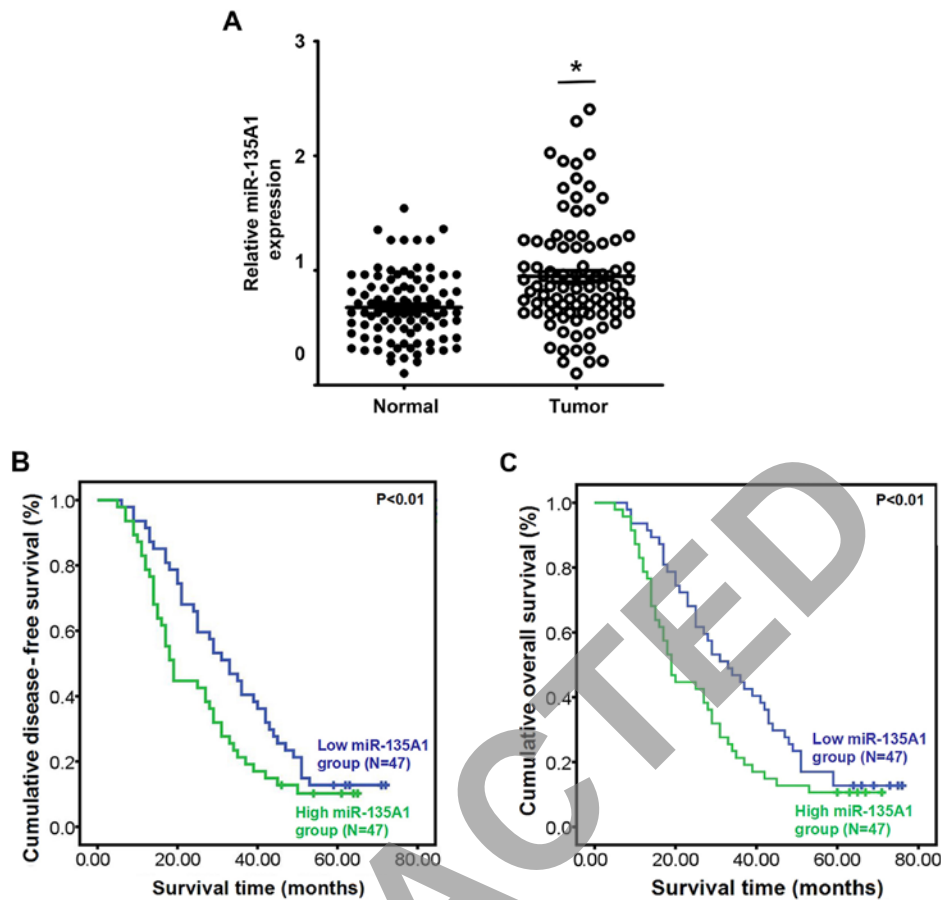 A
3
2
1
0
Relative miR-135A1
expression
*
Normal
Tumor
B
P<0.01
1.0
0.8
0.6
0.4
0.2
0.0
Cumulative disease-free survival (%)
Low miR-135A1
group (N=47)
High miR-135A1
group (N=47)
0.00 20.00 40.00 60.00 80.00
Survival time (months)
C
P<0.01
1.0
0.8
0.6
0.4
0.2
0.0
Cumulative overall survival (%)
Low miR-135A1
group (N=47)
High miR-135A1
group (N=47)
0.00 20.00 40.00 60.00 80.00
Survival time (months)
ACTED